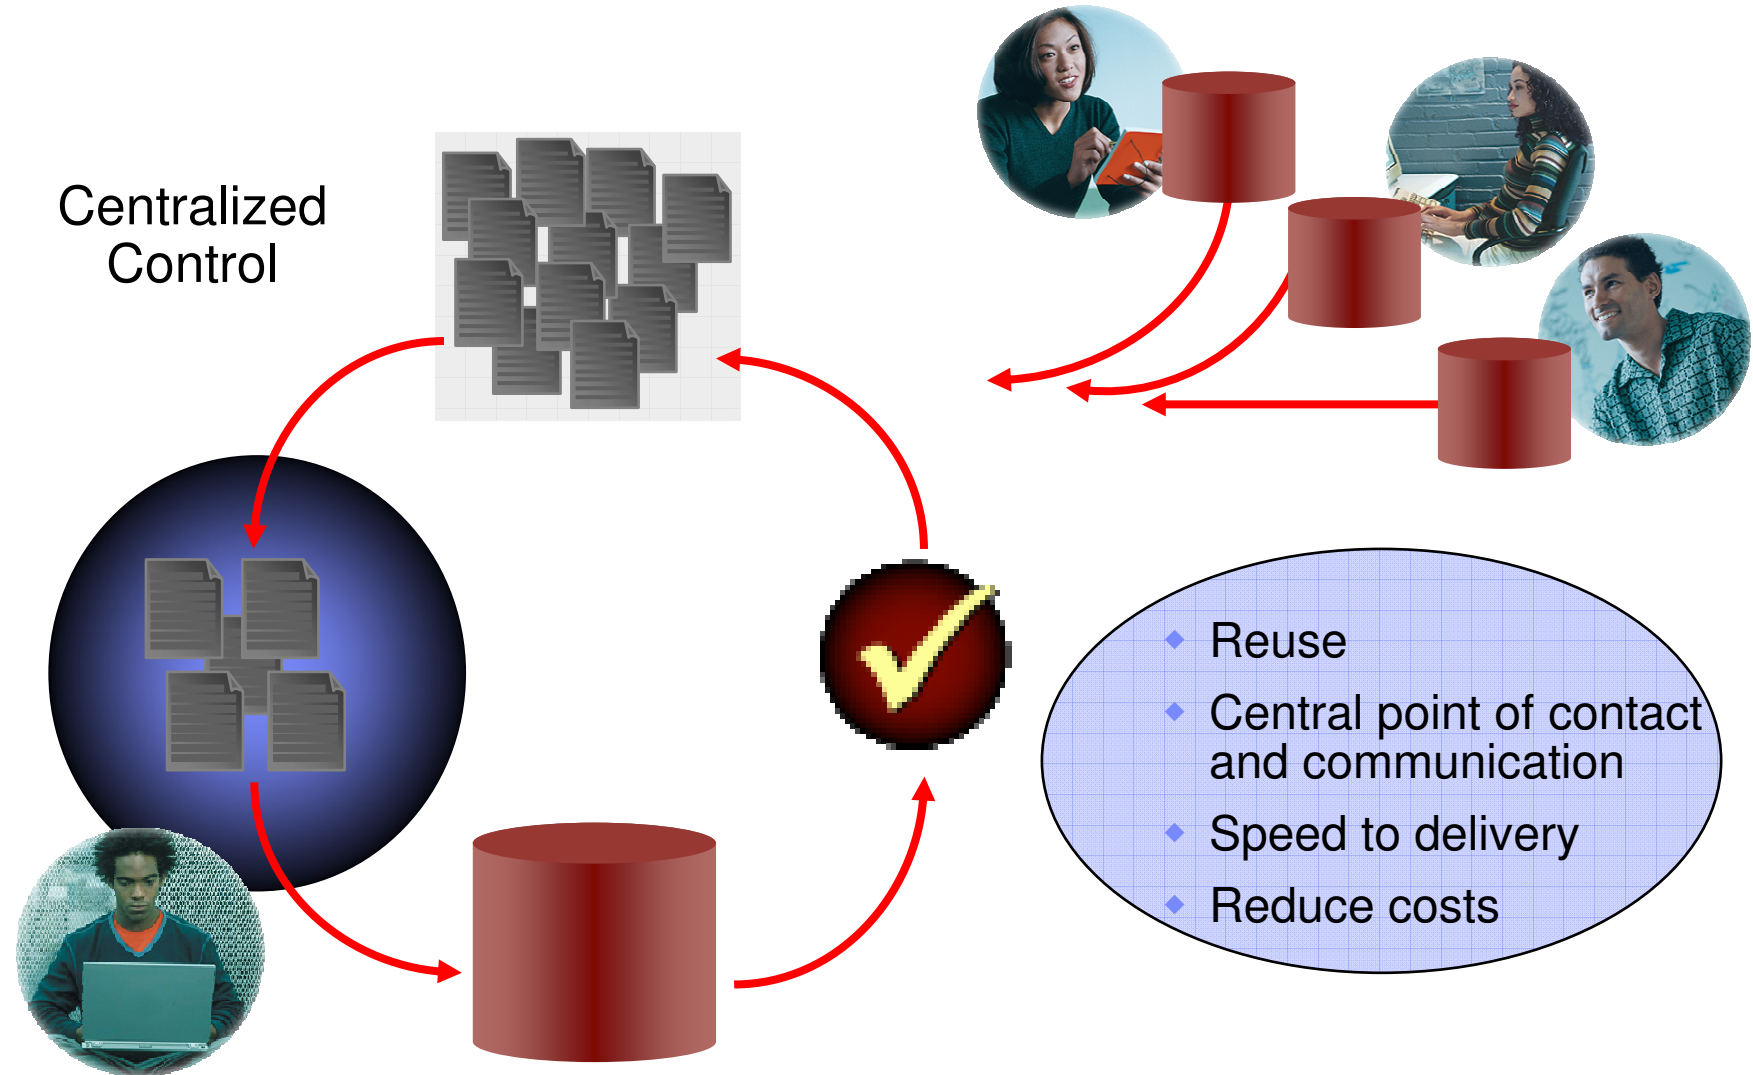 Centralized
Control
Reuse
Central point of contact
and communication
Speed to delivery
Reduce costs